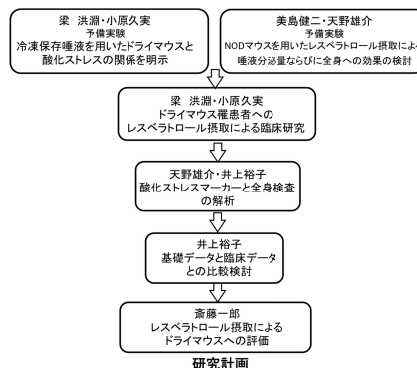 梁 洪淵・小原久実
予備実験
冷凍保存唾液を用いたドライマウスと
酸化ストレスの関係を明示
美島健二・天野雄介
予備実験
NODマウスを用いたレスベラトロール摂取によ
唾液分泌量ならびに全身への効果の検討
梁 洪淵・小原久実
ドライマウス罹患者への
レスベラトロール摂取による臨床研究
天野雄介・井上裕子
酸化ストレスマーカーと全身検査
の解析
井上裕子
基礎データと臨床データ
との比較検討
斎藤一郎
レスベラトロール摂取による
ドライマウスへの評価
研究計画